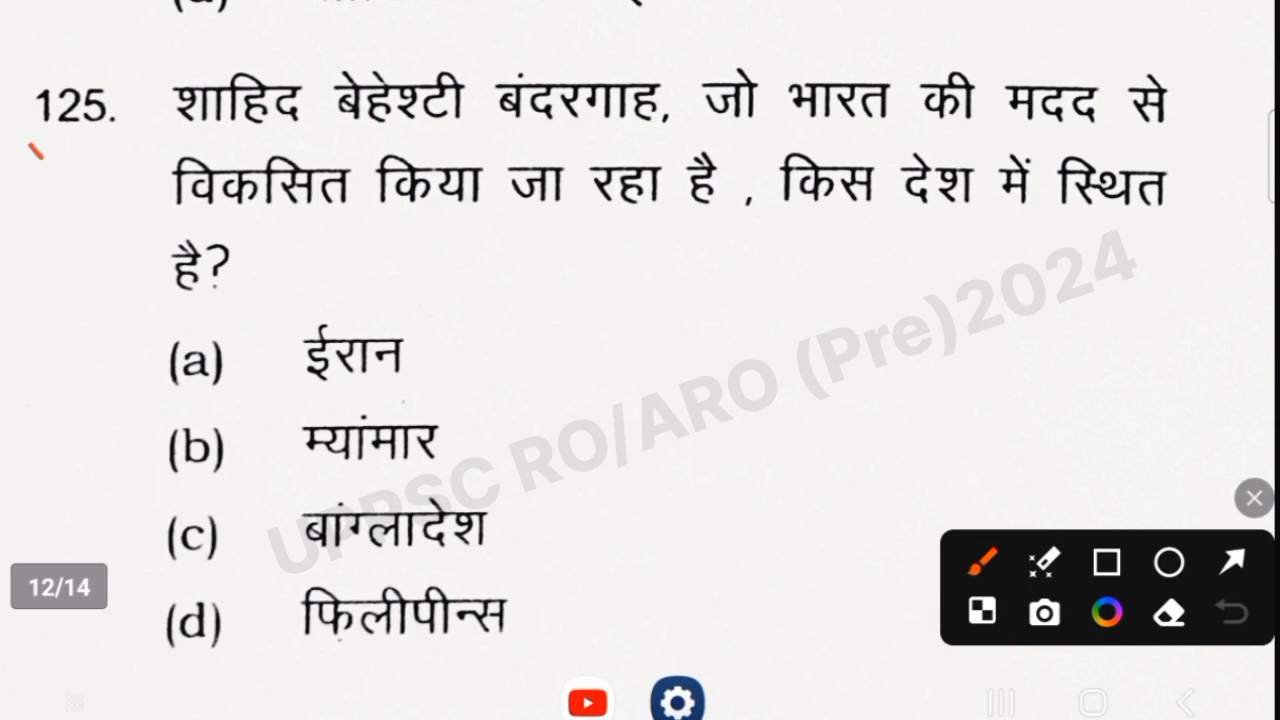 125. शाहिद बेहेश्टी बंदरगाह, जो भारत की मदद से
विकसित किया जा रहा है , किस देश में स्थित
है?
(a) ईरान
(b) म्यांमार
(c) बांग्लादेश
(d) फिलीपीन्स
UPPSC RO/ARO (Pre)2024
12/14